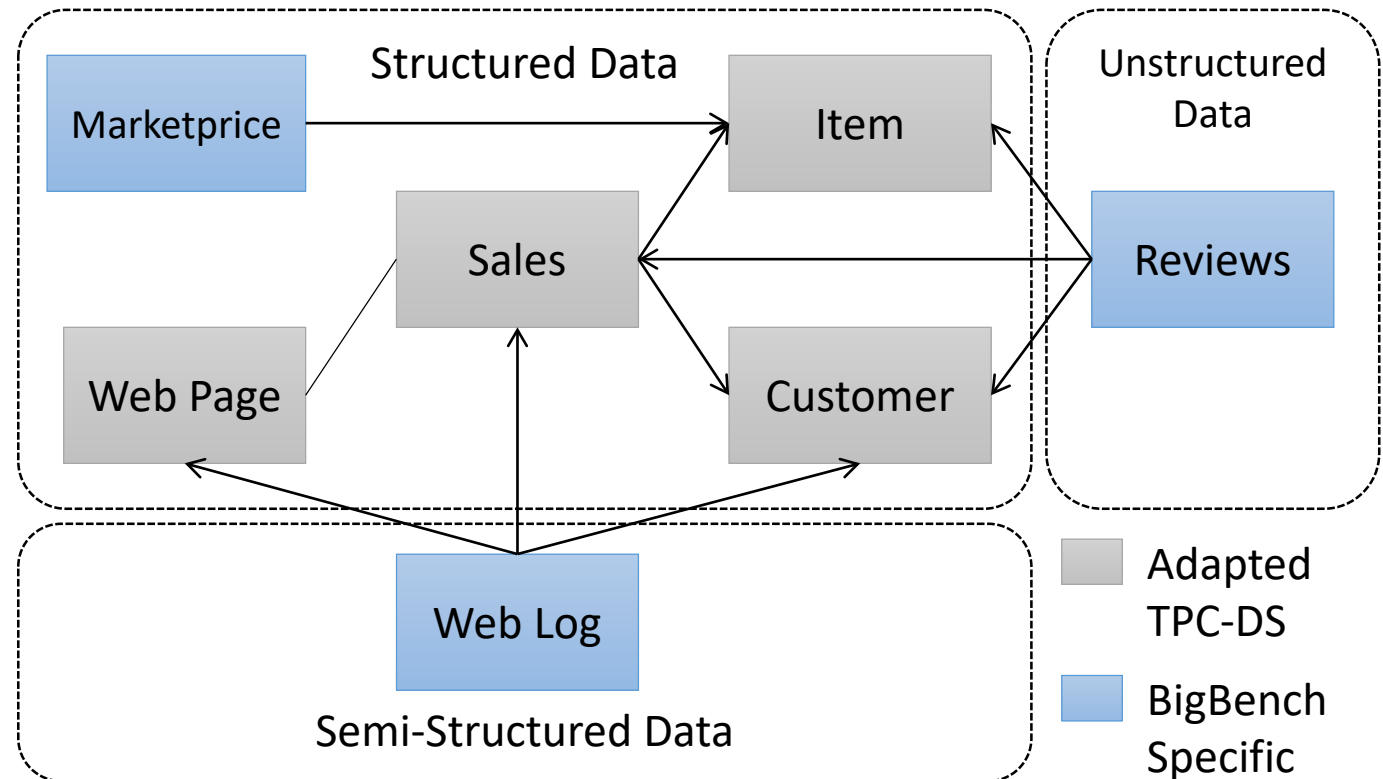 Structured Data
Unstructured
Data
Marketprice
Item
Sales
Reviews
Web Page
Customer
Web Log
Semi-Structured Data
Adapted
TPC-DS
BigBench
Specific